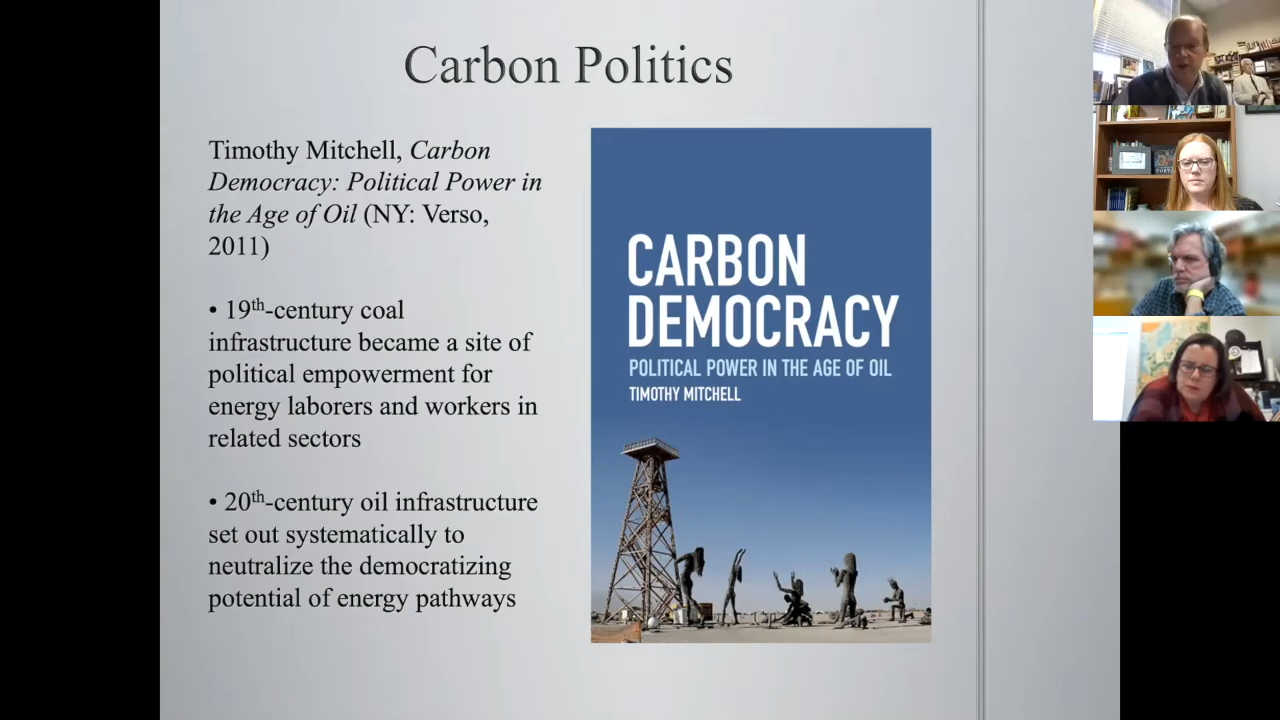 Carbon Politics
Timothy Mitchell, Carbon
Democracy: Political Power in
the Age of Oil (NY: Verso,
2011)
• 19th-century coal
infrastructure became a site of
political empowerment for
energy laborers and workers in
related sectors
• 20th-century oil infrastructure
set out systematically to
neutralize the democratizing
potential of energy pathways
CARBON
DEMOCRACY
POLITICAL POWER IN THE AGE OF OIL
TIMOTHY MITCHELL